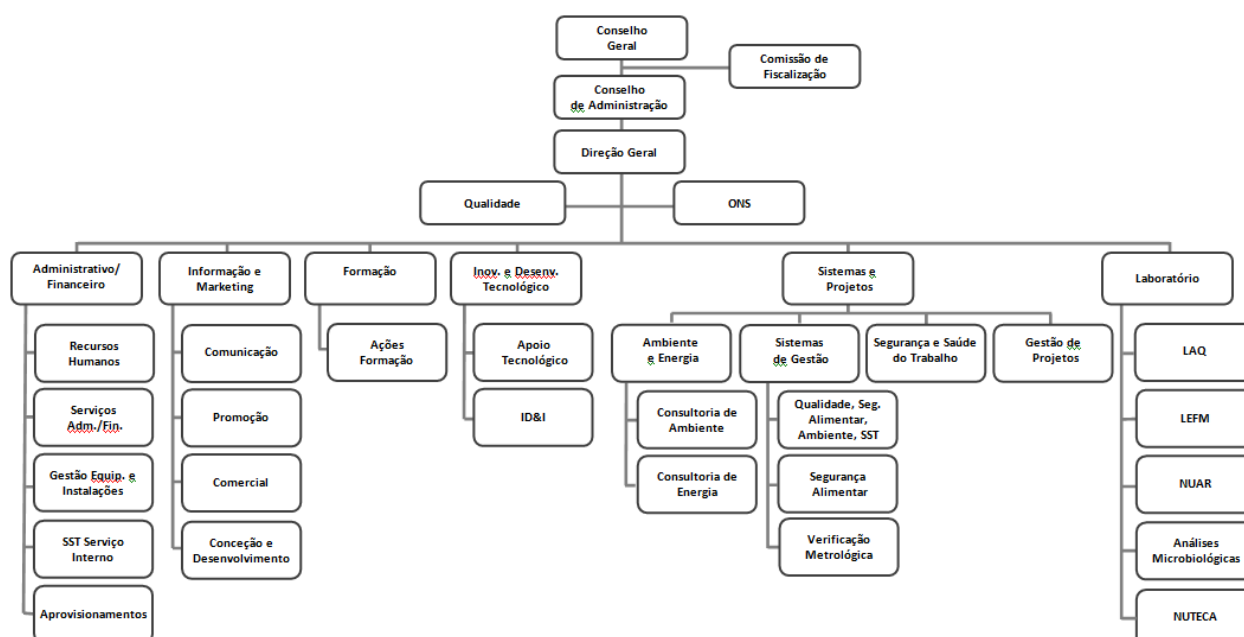 Conselho
Geral
Comissão de
Fiscalização
Conselho
de Administração
Direção Geral
Qualidade
ONS
Administrativo/
Financeiro
Informação e
Marketing
Formação
Inov. e Desenv.
Tecnológico
Sistemas e
Projetos
Laboratório
Recursos
Humanos
Serviços
Adm./Fin.
Gestão Equip. e
Instalações
SST Serviço
Interno
Aprovisionamentos
Comunicação
Promoção
Comercial
Conceção e
Desenvolvimento
Ações
Formação
Apoio
Tecnológico
ID&I
Ambiente
e Energia
Consultoria de
Ambiente
Consultoria de
Energia
Sistemas
de Gestão
Qualidade, Seg.
Alimentar,
Ambiente, SST
Segurança
Alimentar
Verificação
Metrológica
Segurança e Saúde
do Trabalho
Gestão de
Projetos
LAQ
LEFM
NUAR
Análises
Microbiológicas
NUTECA